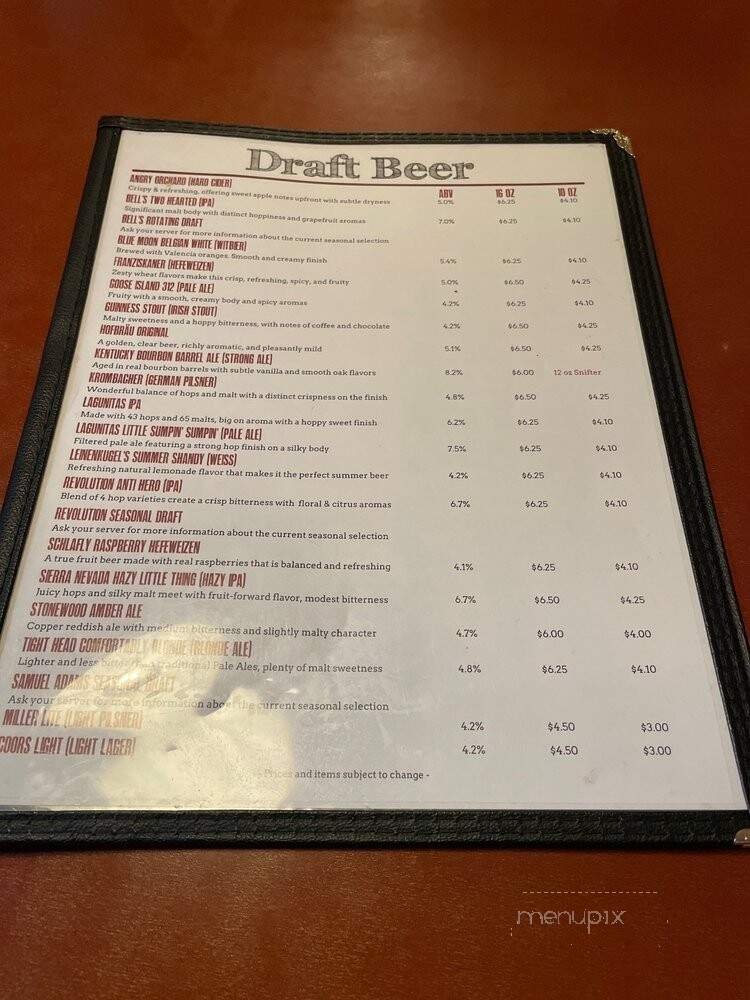 Draft Beer
ABV 16 OZ 10 OZ
ANGRY ORCHARD (HARD CIDER)
Crispy & refreshing, offering sweet apple notes upfront with subtle dryness 5.0% $6.25 $4.10
BELL'S TWO HEARTED (IPA)
Significant malt body with distinct hoppiness and grapefruit aromas 7.0% $6.25 $4.10
BELL'S ROTATING DRAFT
Ask your server for more information about the current seasonal selection
BLUE MOON BELGIAN WHITE (WITBIER)
Brewed with Valencia oranges. Smooth and creamy finish 5.4% $6.25 $4.10
FRANZISKANER (HEFEWEIZEN)
Zesty wheat flavors make this crisp, refreshing, spicy, and fruity 5.0% $6.50 $4.25
GOOSE ISLAND 312 (PALE ALE)
Fruity with a smooth, creamy body and spicy aromas 4.2% $6.25 $4.10
GUINNESS STOUT (IRISH STOUT)
Malty sweetness and a hoppy bitterness, with notes of coffee and chocolate 4.2% $6.50 $4.25
HOFBRÄU ORIGINAL
A golden, clear beer, richly aromatic, and pleasantly mild 5.1% $6.50 $4.25
KENTUCKY BOURBON BARREL ALE (STRONG ALE)
Aged in real bourbon barrels with subtle vanilla and smooth oak flavors 8.2% $6.00 12 oz Snifter
KROMBACHER (GERMAN PILSNER)
Wonderful balance of hops and malt with a distinct crispness on the finish 4.8% $6.50 $4.25
LAGUNITAS IPA
Made with 43 hops and 65 malts, big on aroma with a hoppy sweet finish 6.2% $6.25 $4.10
LAGUNITAS LITTLE SUMPIN' SUMPIN' (PALE ALE)
Filtered pale ale featuring a strong hop finish on a silky body 7.5% $6.25 $4.10
LEINENKUGEL'S SUMMER SHANDY (WEISS)
Refreshing natural lemonade flavor that makes it the perfect summer beer 4.2% $6.25 $4.10
REVOLUTION ANTI HERO (IPA)
Blend of 4 hop varieties create a crisp bitterness with floral & citrus aromas 6.7% $6.25 $4.10
REVOLUTION SEASONAL DRAFT
Ask your server for more information about the current seasonal selection
SCHLAFLY RASPBERRY HEFEWEIZEN
A true fruit beer made with real raspberries that is balanced and refreshing 4.1% $6.25 $4.10
SIERRA NEVADA HAZY LITTLE THING (HAZY IPA)
Juicy hops and silky malt meet with fruit-forward flavor, modest bitterness 6.7% $6.50 $4.25
STONEWOOD AMBER ALE
Copper reddish ale with medium bitterness and slightly malty character 4.7% $6.00 $4.00
TIGHT HEAD COMFORTABLY BLONDE (BLONDE ALE)
Lighter and less bitter than traditional Pale Ales, plenty of malt sweetness 4.8% $6.25 $4.10
SAMUEL ADAMS SEASONAL DRAFT
Ask your server for more information about the current seasonal selection
MILLER LITE (LIGHT PILSNER) 4.2% $4.50 $3.00
COORS LIGHT (LIGHT LAGER) 4.2% $4.50 $3.00
- Prices and items subject to change -
menupix